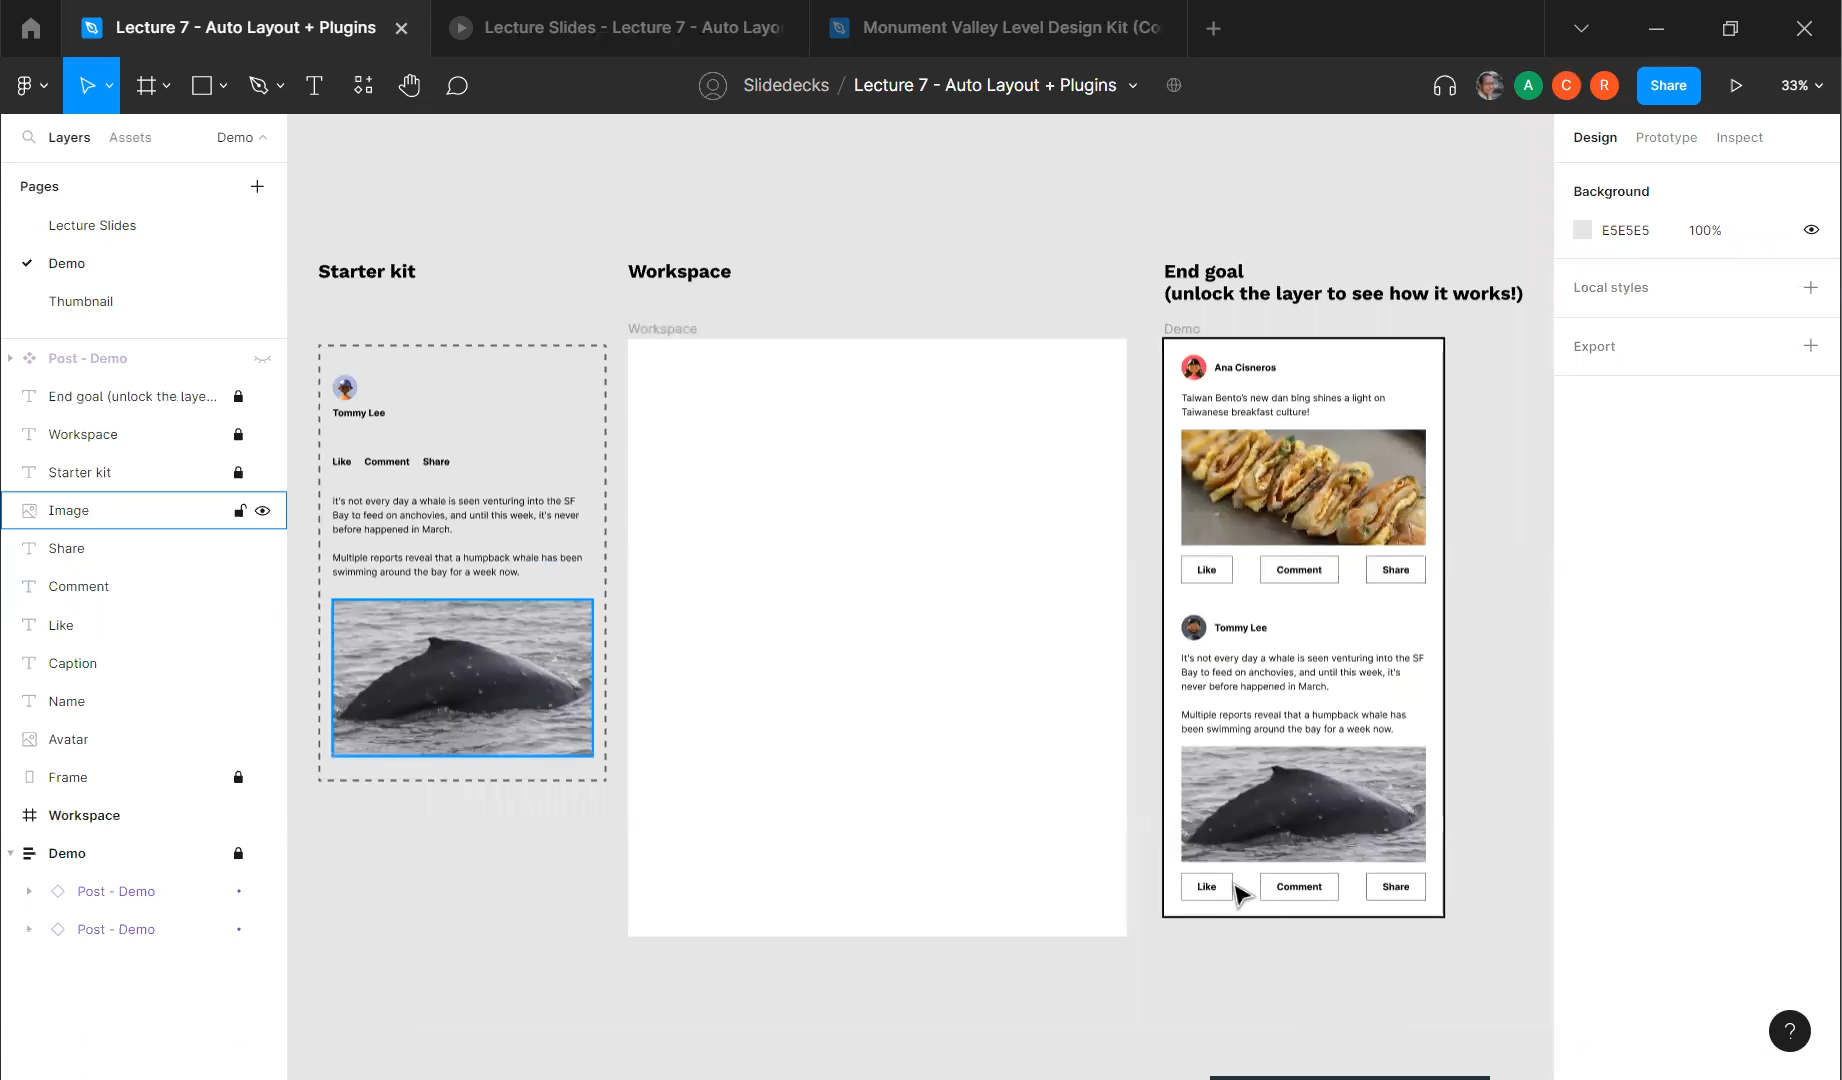 Lecture 7 - Auto Layout + Plugins
Lecture Slides - Lecture 7 - Auto Layou
Monument Valley Level Design Kit (Co
Slidedecks / Lecture 7 - Auto Layout + Plugins
A
C
R
Share
33%
Layers
Assets
Demo
Pages
Lecture Slides
Demo
Thumbnail
Post - Demo
End goal (unlock the laye...
Workspace
Starter kit
Image
Share
Comment
Like
Caption
Name
Avatar
Frame
Workspace
Demo
Post - Demo
Post - Demo
Starter kit
Tommy Lee
Like Comment Share
It's not every day a whale is seen venturing into the SF
Bay to feed on anchovies, and until this week, it's never
before happened in March.
Multiple reports reveal that a humpback whale has been
swimming around the bay for a week now.
Workspace
Workspace
End goal
(unlock the layer to see how it works!)
Demo
Ana Cisneros
Taiwan Bento's new dan bing shines a light on
Taiwanese breakfast culture!
Like
Comment
Share
Tommy Lee
It's not every day a whale is seen venturing into the SF
Bay to feed on anchovies, and until this week, it's
never before happened in March.
Multiple reports reveal that a humpback whale has
been swimming around the bay for a week now.
Like
Comment
Share
Design
Prototype
Inspect
Background
E5E5E5 100%
Local styles
Export
?